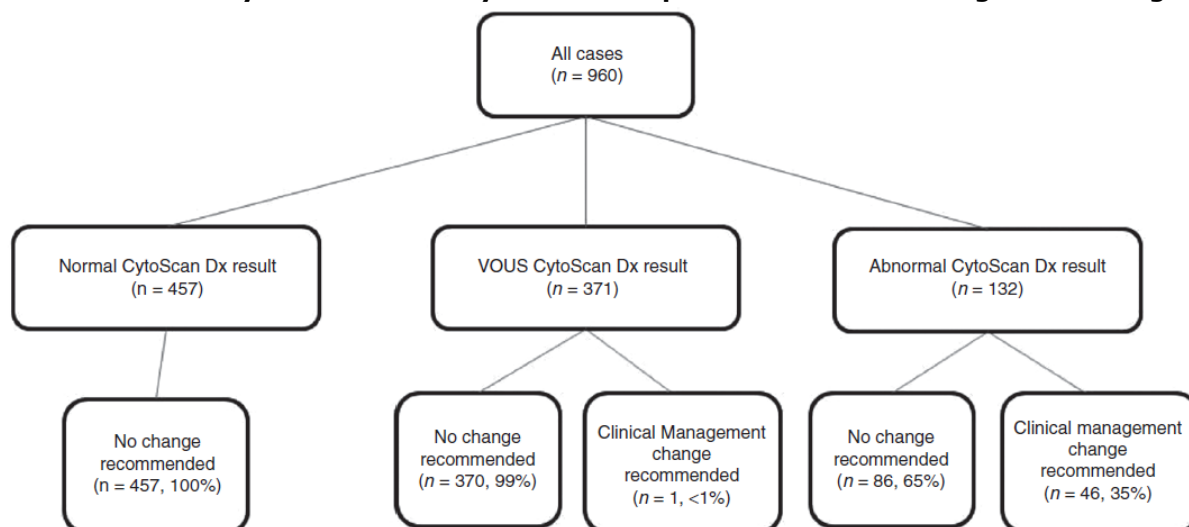 All cases
(n = 960)
Normal CytoScan Dx result
(n = 457)
VOUS CytoScan Dx result
(n = 371)
Abnormal CytoScan Dx result
(n = 132)
No change
recommended
(n = 457, 100%)
No change
recommended
(n = 370, 99%)
Clinical Management
change
recommended
(n = 1, <1%)
No change
recommended
(n = 86, 65%)
Clinical management
change
recommended
(n = 46, 35%)